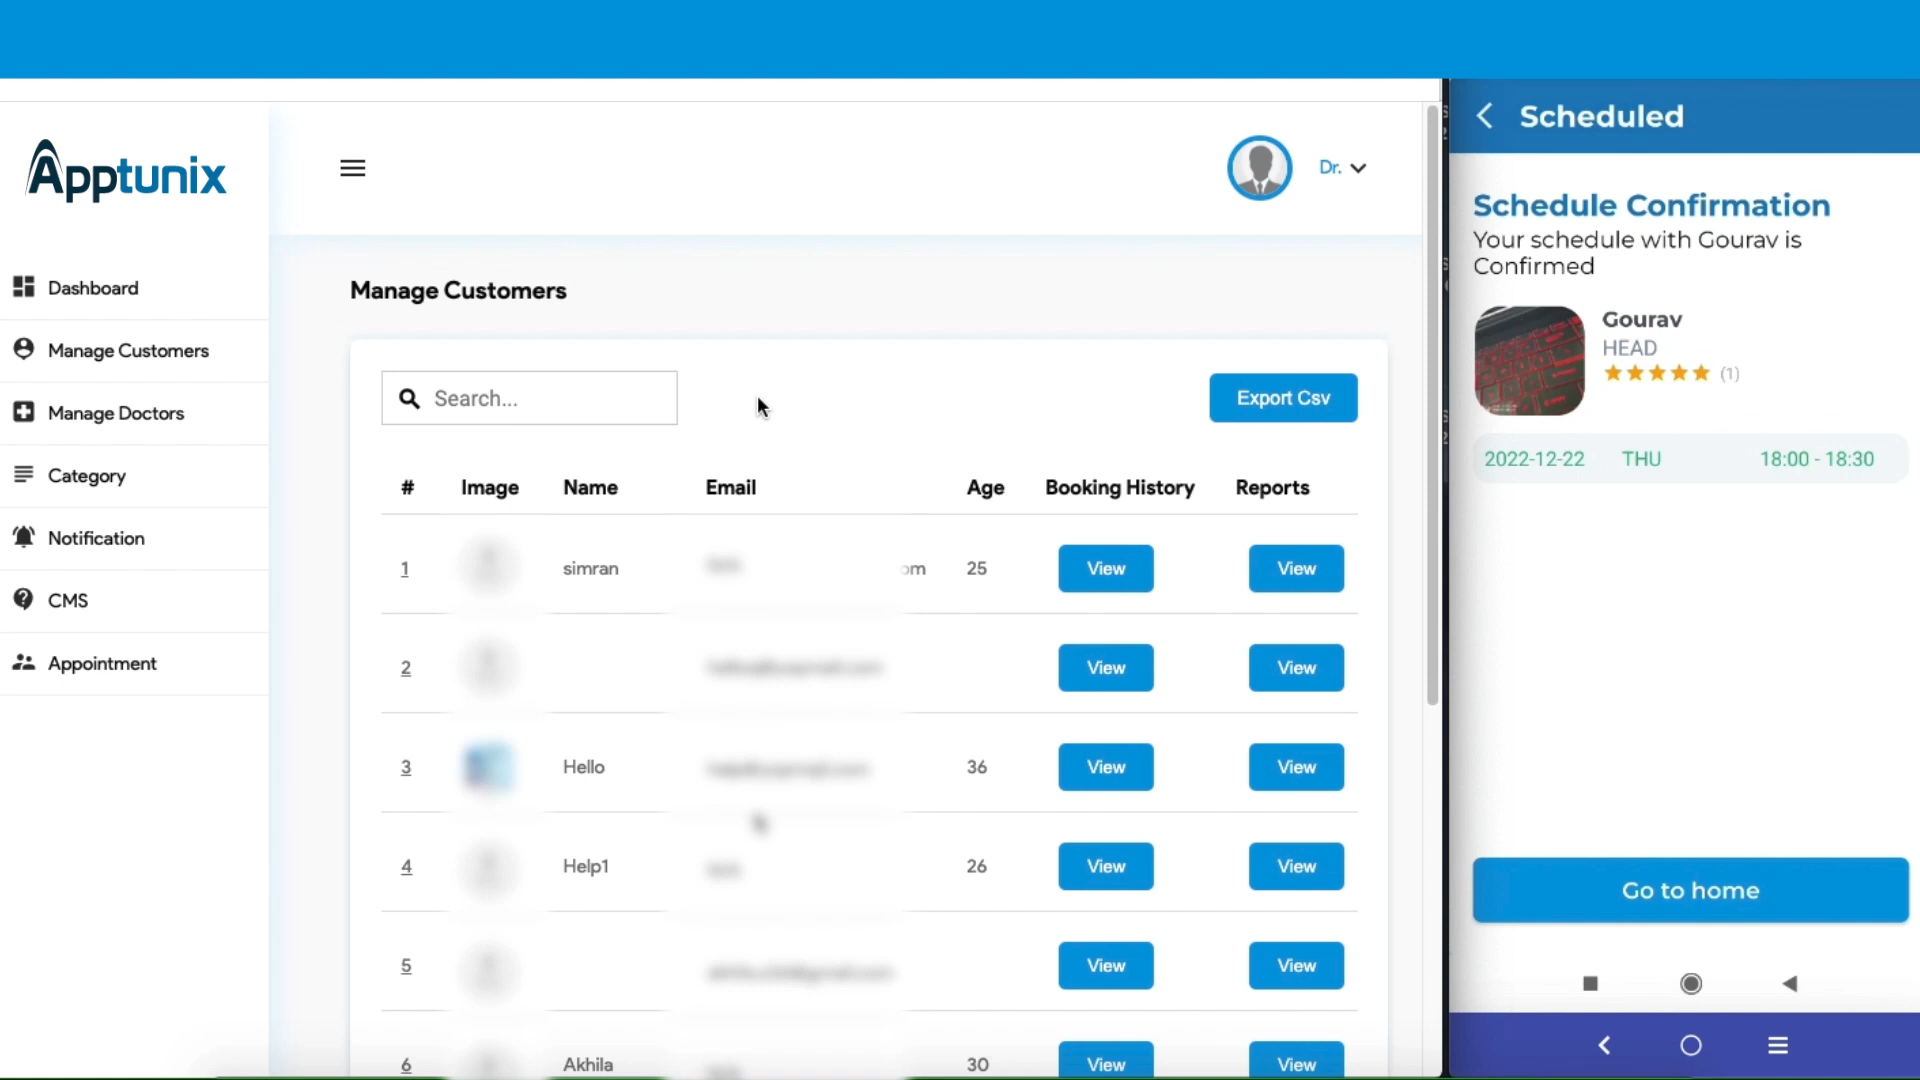 Apptunix
Dr.
Dashboard
Manage Customers
Manage Doctors
Category
Notification
CMS
Appointment
Manage Customers
Search...
Export Csv
# Image Name Email Age Booking History Reports
1 simran om 25 View View
2 View View
3 Hello 36 View View
4 Help1 26 View View
5 View View
6 Akhila 30 View View
Scheduled
Schedule Confirmation
Your schedule with Gourav is
Confirmed
Gourav
HEAD
(1)
2022-12-22 THU 18:00 - 18:30
Go to home